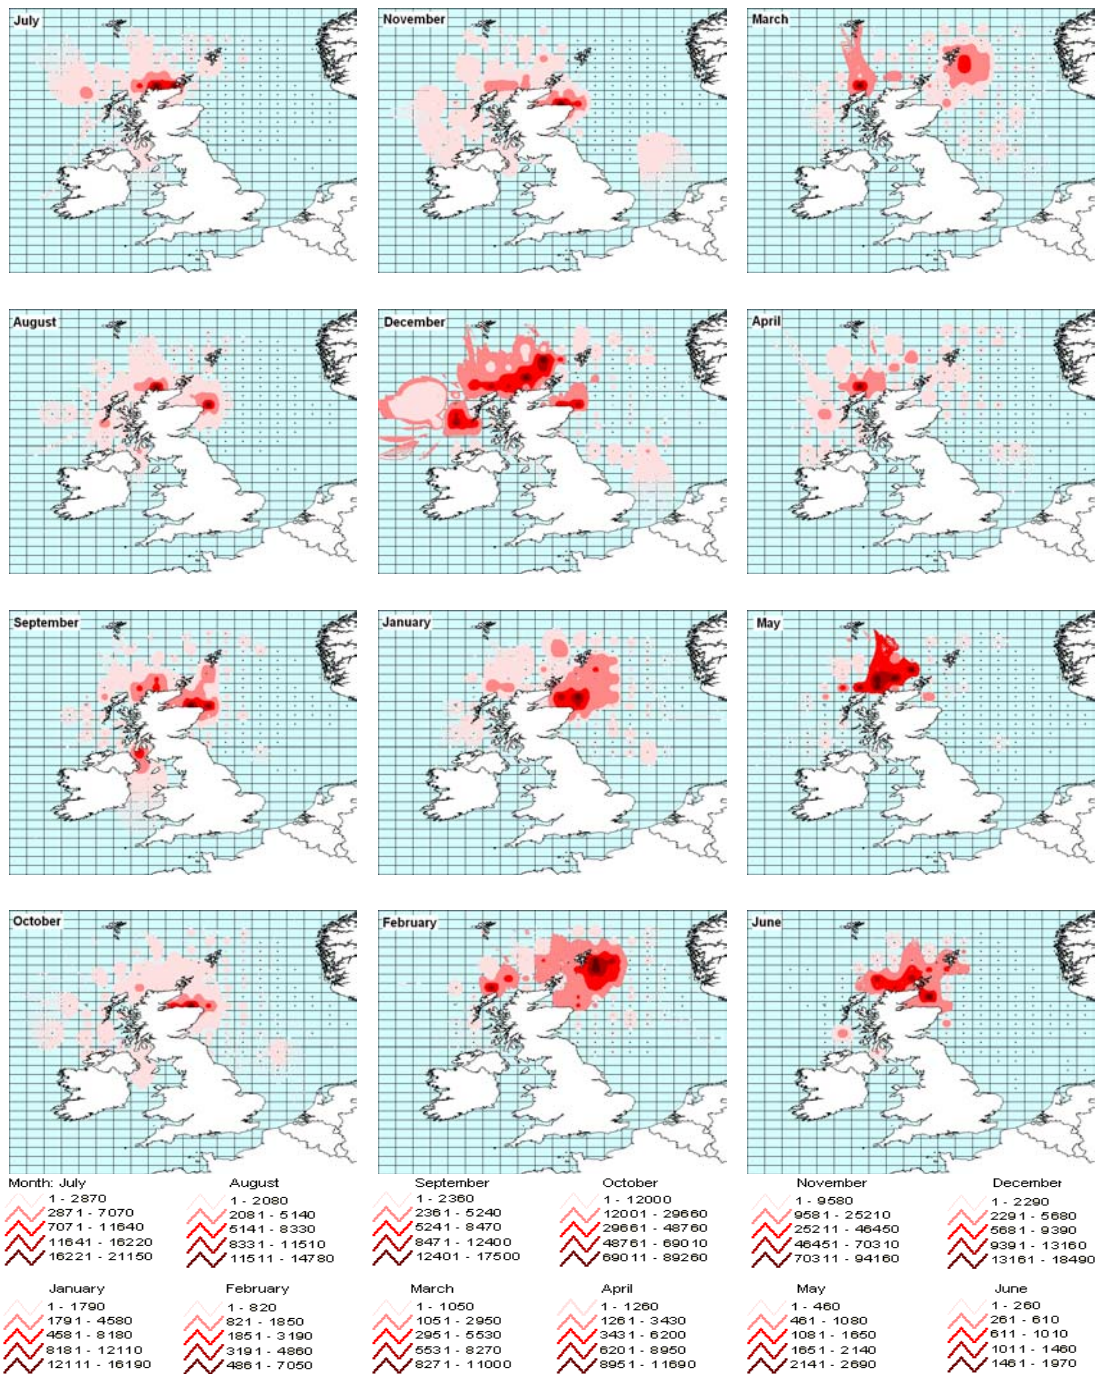 July
November
March
August
December
April
September
January
May
October
February
June
Month: July
1 - 2870
2871 - 7070
7071 - 11640
11641 - 16220
16221 - 21150
August
1 - 2080
2081 - 5140
5141 - 8330
8331 - 11510
11511 - 14780
September
1 - 2360
2361 - 5240
5241 - 8470
8471 - 12400
12401 - 17500
October
1 - 12000
12001 - 29660
29661 - 48760
48761 - 69010
69011 - 89260
November
1 - 9580
9581 - 25210
25211 - 46450
46451 - 70310
70311 - 94160
December
1 - 2290
2291 - 5680
5681 - 9390
9391 - 13160
13161 - 18490
January
1 - 1790
1791 - 4580
4581 - 8180
8181 - 12110
12111 - 16190
February
1 - 820
821 - 1850
1851 - 3190
3191 - 4860
4861 - 7050
March
1 - 1050
1051 - 2950
2951 - 5530
5531 - 8270
8271 - 11000
April
1 - 1260
1261 - 3430
3431 - 6200
6201 - 8950
8951 - 11690
May
1 - 460
461 - 1080
1081 - 1650
1651 - 2140
2141 - 2690
June
1 - 260
261 - 610
611 - 1010
1011 - 1460
1461 - 1970